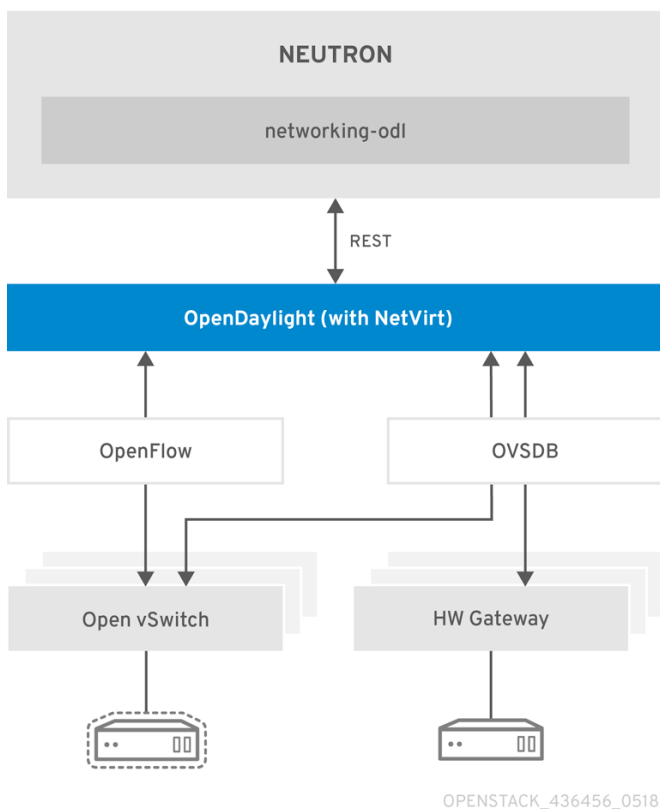 NEUTRON
networking-odl
REST
OpenDaylight (with NetVirt)
OpenFlow
OVSDB
Open vSwitch
HW Gateway
OPENSTACK_436456_0518